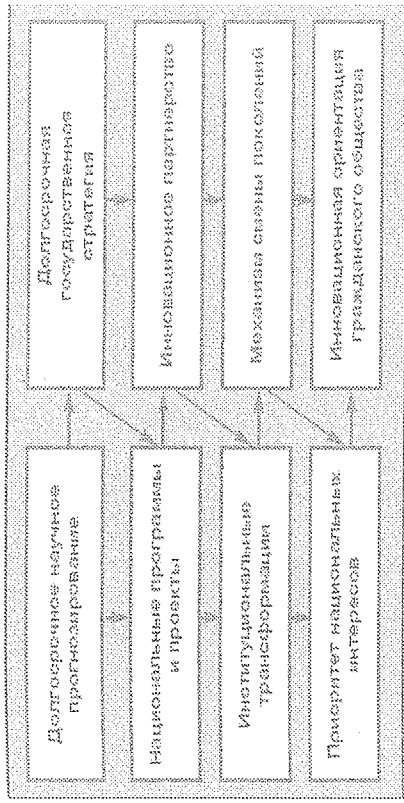 Долгосрочное научное
прогнозирование
Долгосрочная
государственная
стратегия
Национальные программы
и проекты
Инновационное партнерство
Институциональные
трансформации
Механизм смены поколений
Приоритет национальных
интересов
Инновационная ориентация
гражданского общества